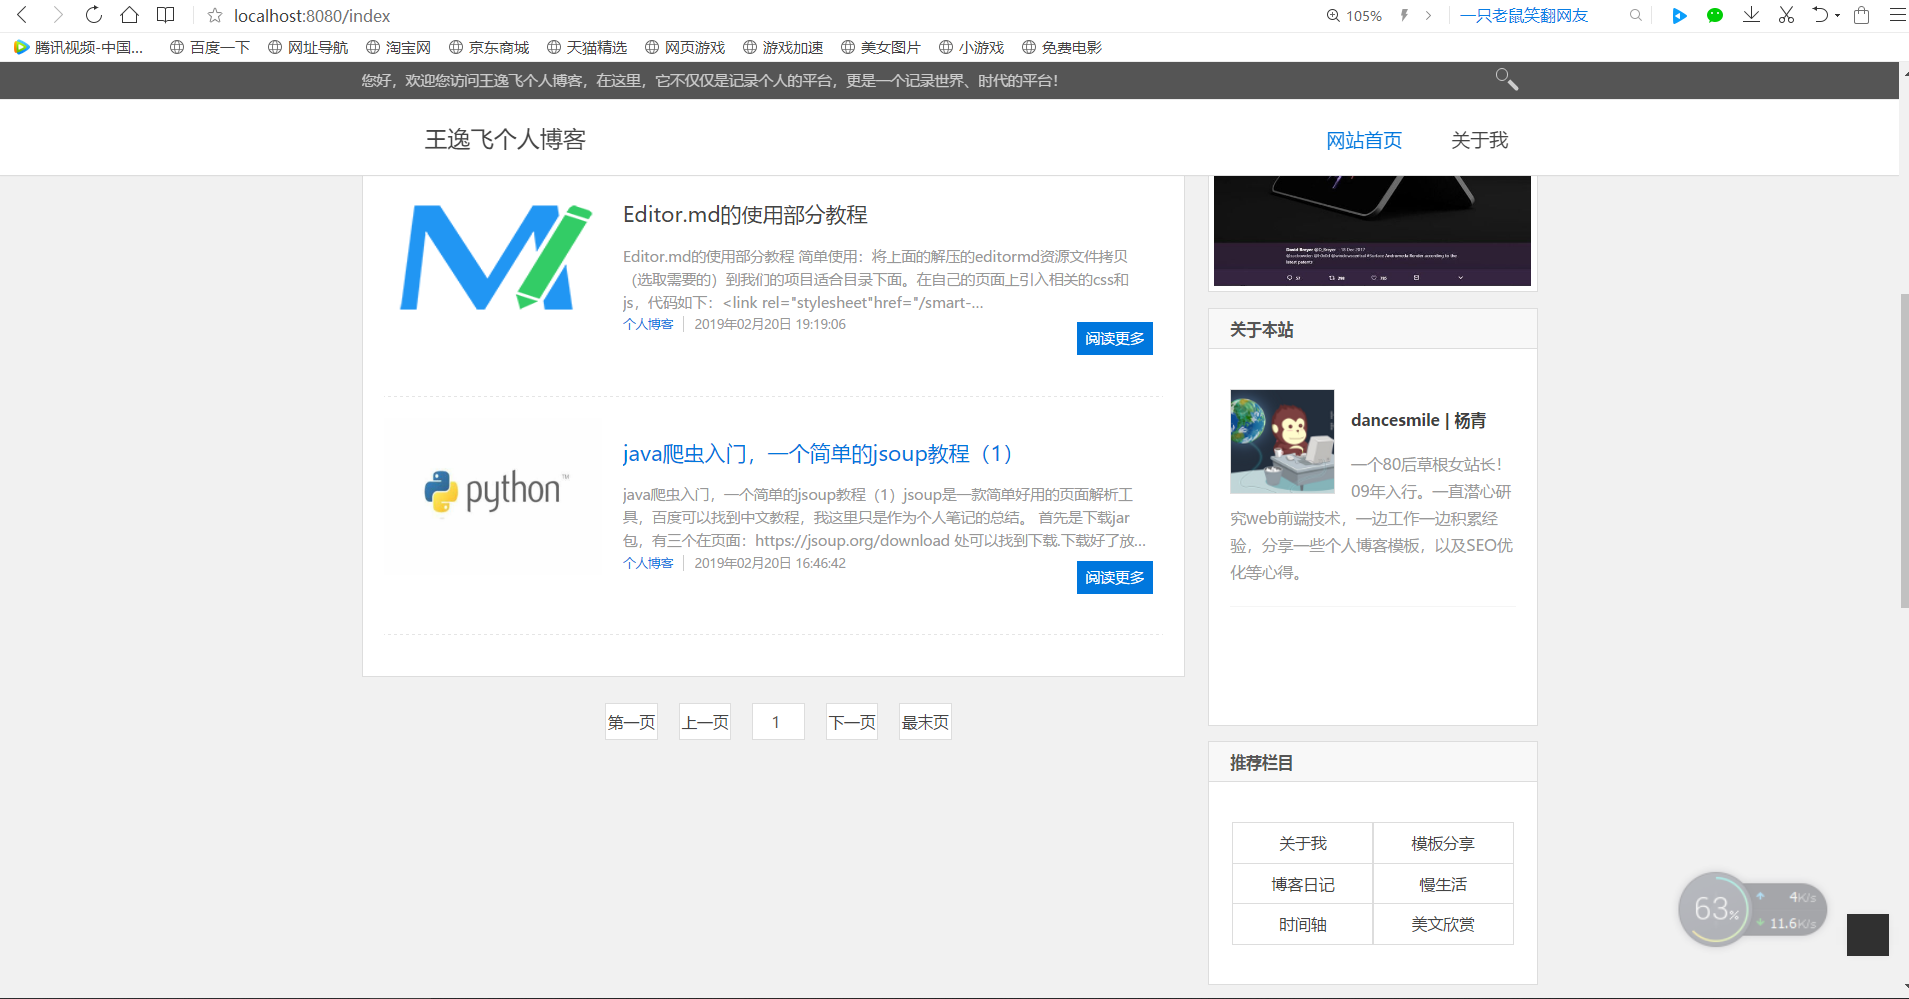 localhost:8080/index
105%
一只老鼠笑翻网友
腾讯视频-中国...
百度一下
网址导航
淘宝网
京东商城
天猫精选
网页游戏
游戏加速
美女图片
小游戏
免费电影
您好，欢迎您访问王逸飞个人博客，在这里，它不仅仅是记录个人的平台，更是一个记录世界、时代的平台！
王逸飞个人博客
网站首页
关于我
Editor.md的使用部分教程
Editor.md的使用部分教程 简单使用：将上面的解压的editormd资源文件拷贝
（选取需要的）到我们的项目适合目录下面。在自己的页面上引入相关的css和
js，代码如下：<link rel="stylesheet"href="/smart-...
个人博客
2019年02月20日 19:19:06
阅读更多
python™
java爬虫入门，一个简单的jsoup教程（1）
java爬虫入门，一个简单的jsoup教程（1）jsoup是一款简单好用的页面解析工
具，百度可以找到中文教程，我这里只是作为个人笔记的总结。 首先是下载jar
包，有三个在页面：https://jsoup.org/download 处可以找到下载.下载好了放...
个人博客
2019年02月20日 16:46:42
阅读更多
第一页
上一页
1
下一页
最末页
关于本站
dancesmile | 杨青
一个80后草根女站长！
09年入行。一直潜心研
究web前端技术，一边工作一边积累经
验，分享一些个人博客模板，以及SEO优
化等心得。
推荐栏目
关于我
模板分享
博客日记
慢生活
时间轴
美文欣赏
63%
4K/s
11.6K/s